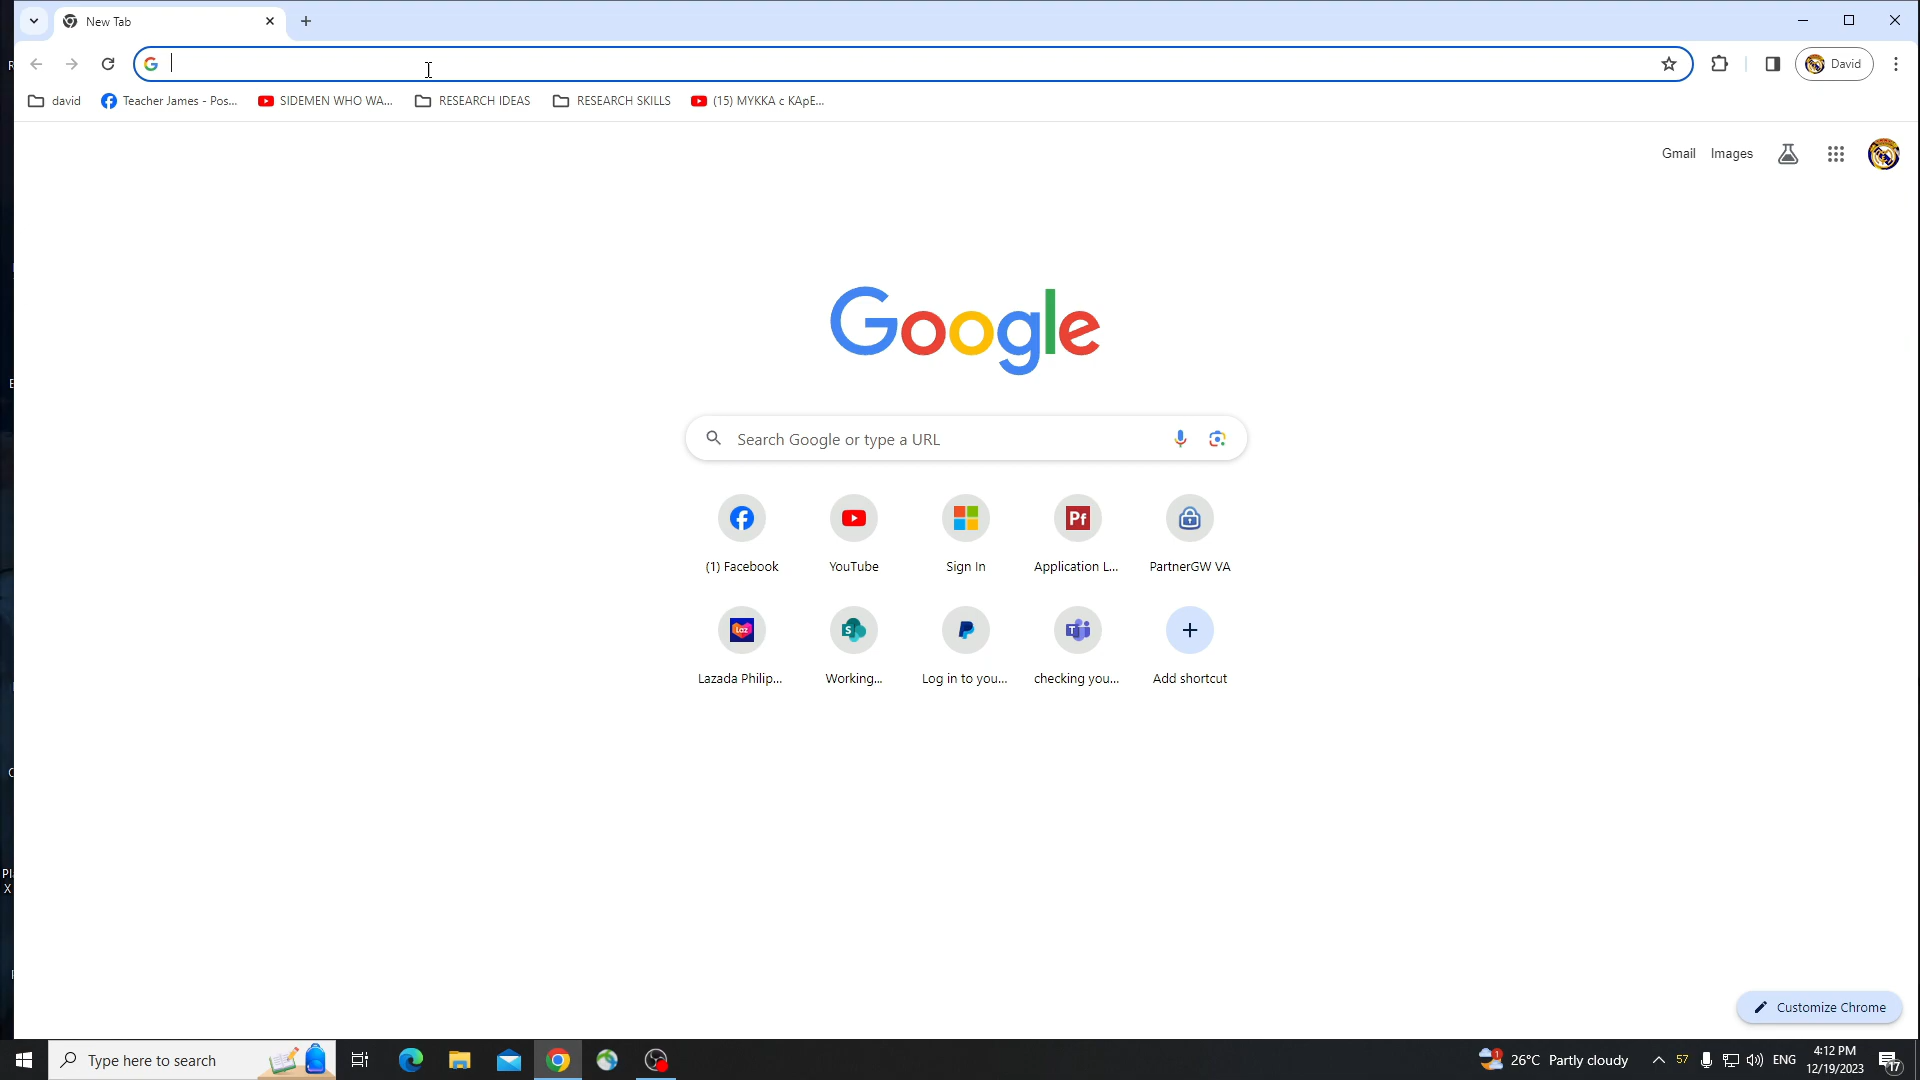 New Tab
David
david
Teacher James - Pos...
SIDEMEN WHO WA...
RESEARCH IDEAS
RESEARCH SKILLS
(15) MYKKA c KApE...
Gmail
Images
Google
Search Google or type a URL
(1) Facebook
YouTube
Sign In
Application L...
PartnerGW VA
Lazada Philip...
Working...
Log in to you...
checking you...
Add shortcut
Customize Chrome
Type here to search
26°C Partly cloudy
57
ENG
4:12 PM
12/19/2023
17